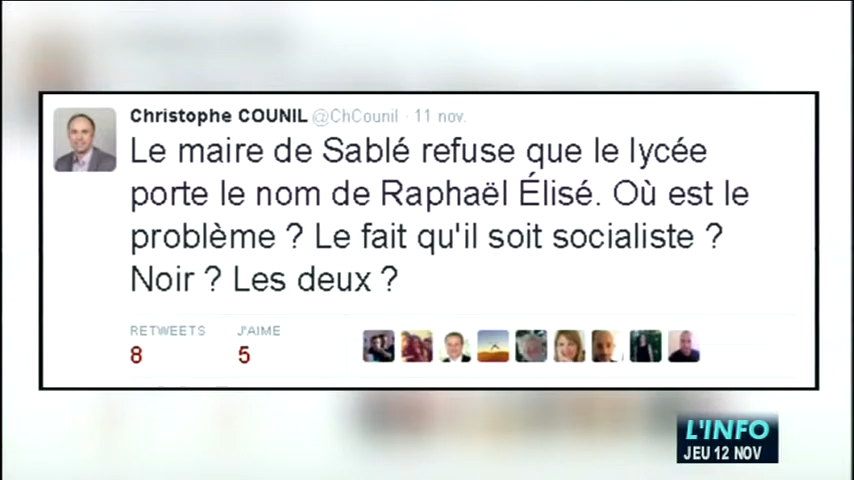 Christophe COUNIL @ChCounil · 11 nov.
Le maire de Sablé refuse que le lycée
porte le nom de Raphaël Élisé. Où est le
problème ? Le fait qu'il soit socialiste ?
Noir ? Les deux ?
RETWEETS J'AIME
8 5
L'INFO
JEU 12 NOV